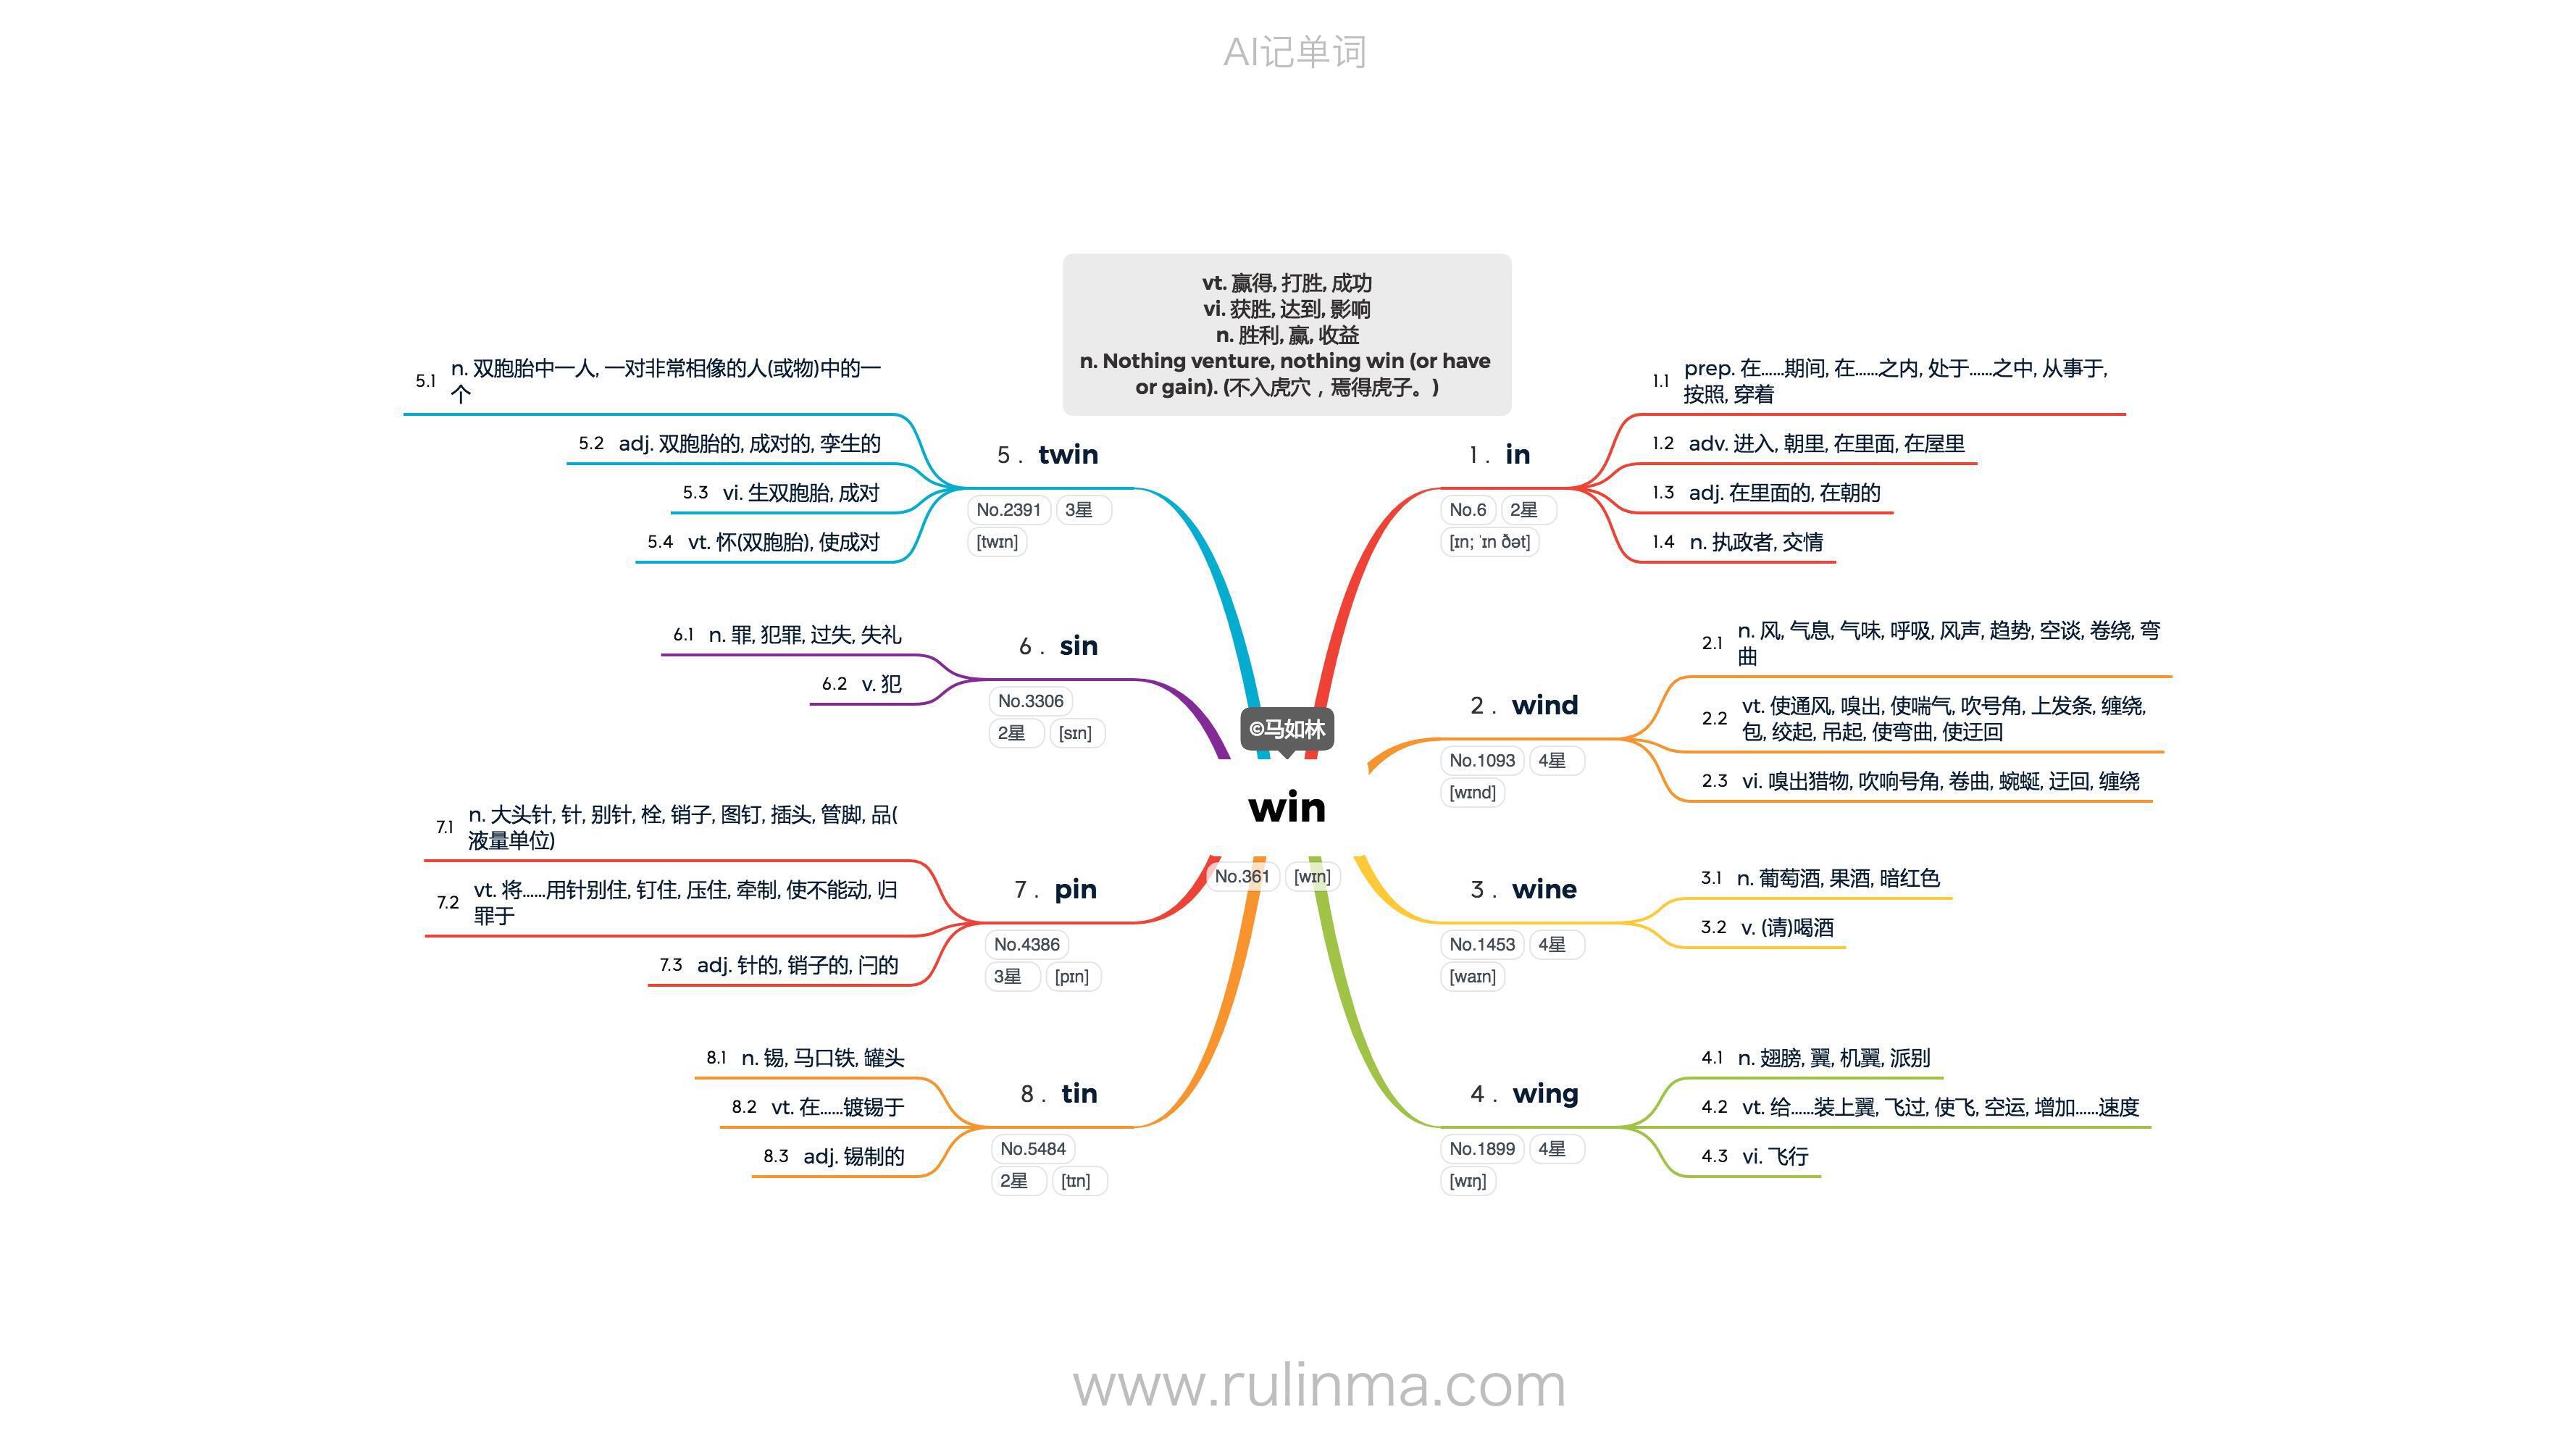 AI记单词
vt. 赢得, 打胜, 成功
vi. 获胜, 达到, 影响
n. 胜利, 赢, 收益
n. Nothing venture, nothing win (or have
or gain). (不入虎穴，焉得虎子。)
©马如林
win
No.361 [wɪn]
1. in
No.6 2星
[ɪn; ˈɪn ðət]
1.1 prep. 在......期间, 在......之内, 处于......之中, 从事于,
按照, 穿着
1.2 adv. 进入, 朝里, 在里面, 在屋里
1.3 adj. 在里面的, 在朝的
1.4 n. 执政者, 交情
2. wind
No.1093 4星
[wɪnd]
2.1 n. 风, 气息, 气味, 呼吸, 风声, 趋势, 空谈, 卷绕, 弯
曲
2.2 vt. 使通风, 嗅出, 使喘气, 吹号角, 上发条, 缠绕,
包, 绞起, 吊起, 使弯曲, 使迂回
2.3 vi. 嗅出猎物, 吹响号角, 卷曲, 蜿蜒, 迂回, 缠绕
3. wine
No.1453 4星
[waɪn]
3.1 n. 葡萄酒, 果酒, 暗红色
3.2 v. (请)喝酒
4. wing
No.1899 4星
[wɪŋ]
4.1 n. 翅膀, 翼, 机翼, 派别
4.2 vt. 给......装上翼, 飞过, 使飞, 空运, 增加......速度
4.3 vi. 飞行
5. twin
No.2391 3星
[twɪn]
5.1 n. 双胞胎中一人, 一对非常相像的人(或物)中的一
个
5.2 adj. 双胞胎的, 成对的, 孪生的
5.3 vi. 生双胞胎, 成对
5.4 vt. 怀(双胞胎), 使成对
6. sin
No.3306
2星 [sɪn]
6.1 n. 罪, 犯罪, 过失, 失礼
6.2 v. 犯
7. pin
No.4386
3星 [pɪn]
7.1 n. 大头针, 针, 别针, 栓, 销子, 图钉, 插头, 管脚, 品(
液量单位)
7.2 vt. 将......用针别住, 钉住, 压住, 牵制, 使不能动, 归
罪于
7.3 adj. 针的, 销子的, 闩的
8. tin
No.5484
2星 [tɪn]
8.1 n. 锡, 马口铁, 罐头
8.2 vt. 在......镀锡于
8.3 adj. 锡制的
www.rulinma.com